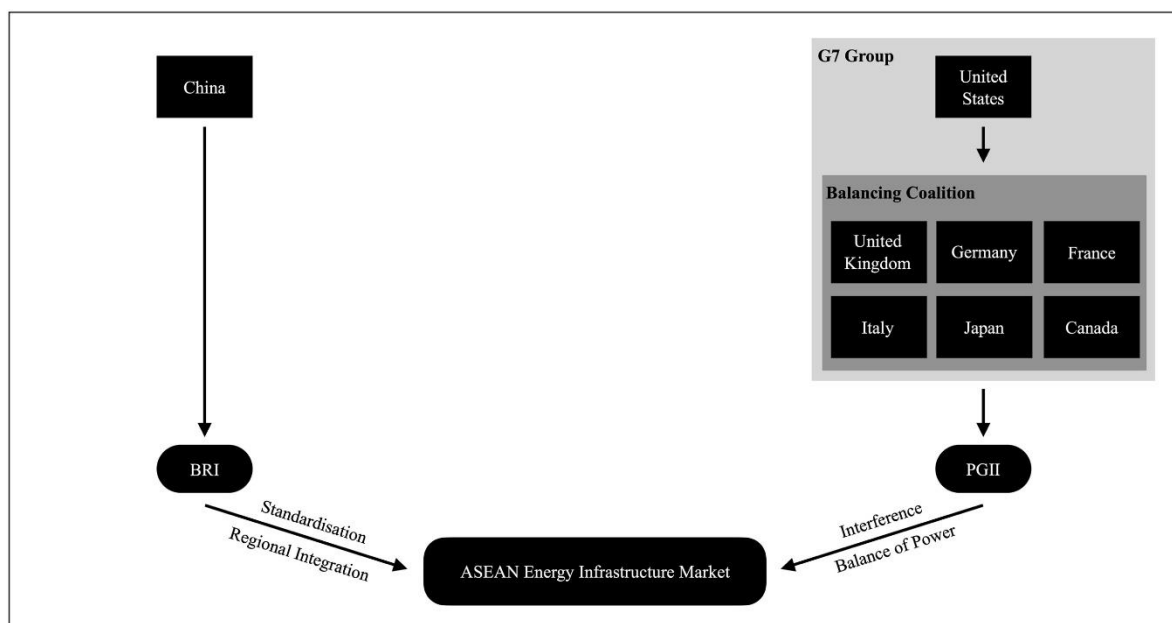 China
G7 Group
United
States
Balancing Coalition
United
Kingdom
Germany
France
Italy
Japan
Canada
BRI
PGII
Standardisation
Regional Integration
Interference
Balance of Power
ASEAN Energy Infrastructure Market